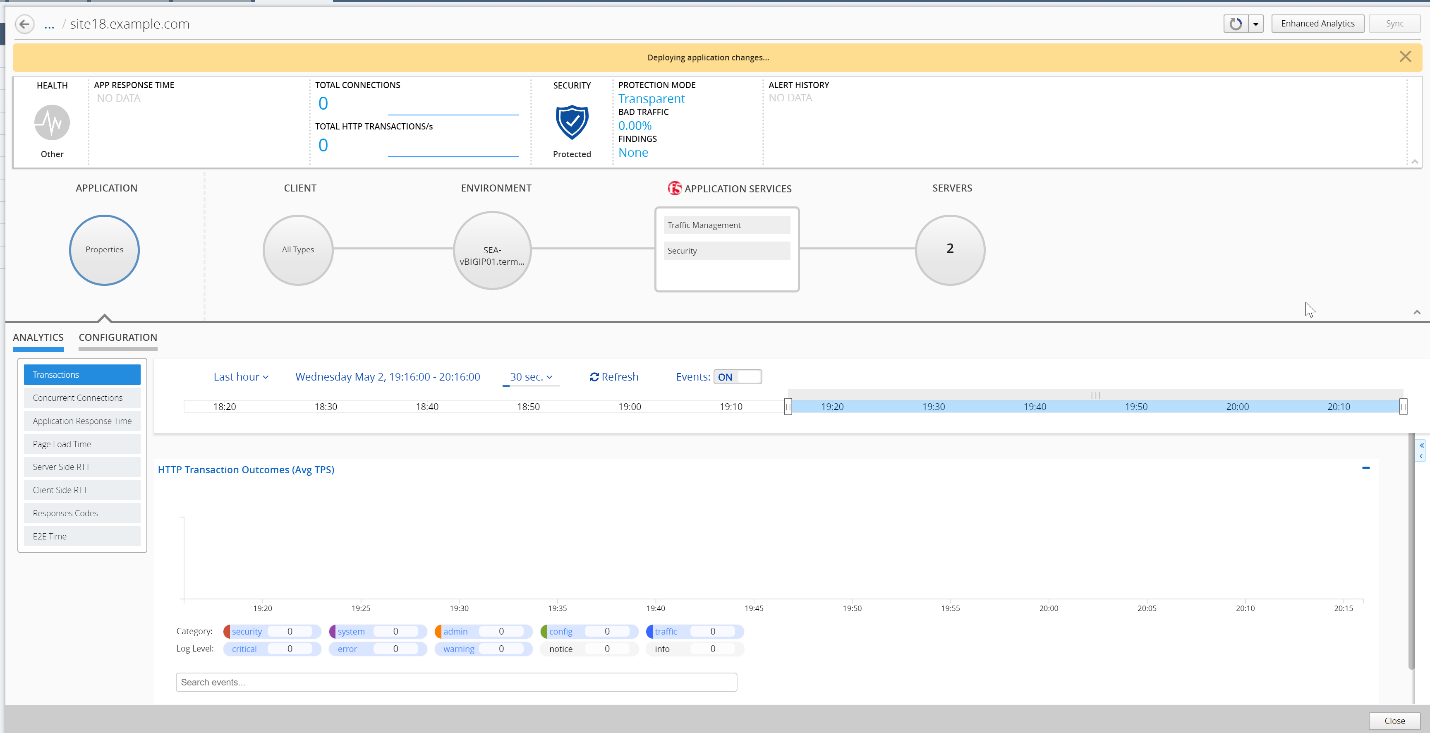 ... / site18.example.com
Enhanced Analytics
Sync
Deploying application changes...
HEALTH
Other
APP RESPONSE TIME
NO DATA
TOTAL CONNECTIONS
0
TOTAL HTTP TRANSACTIONS/s
0
SECURITY
Protected
PROTECTION MODE
Transparent
BAD TRAFFIC
0.00%
FINDINGS
None
ALERT HISTORY
NO DATA
APPLICATION
CLIENT
ENVIRONMENT
f5 APPLICATION SERVICES
SERVERS
Properties
All Types
SEA-
vBIGIP01.term...
Traffic Management
Security
2
ANALYTICS
CONFIGURATION
Transactions
Concurrent Connections
Application Response Time
Page Load Time
Server Side RTT
Client Side RTT
Responses Codes
E2E Time
Last hour
Wednesday May 2, 19:16:00 - 20:16:00
30 sec.
Refresh
Events: ON
18:20 18:30 18:40 18:50 19:00 19:10 19:20 19:30 19:40 19:50 20:00 20:10
HTTP Transaction Outcomes (Avg TPS)
19:20 19:25 19:30 19:35 19:40 19:45 19:50 19:55 20:00 20:05 20:10 20:15
Category: security 0 system 0 admin 0 config 0 traffic 0
Log Level: critical 0 error 0 warning 0 notice 0 info 0
Search events...
Close